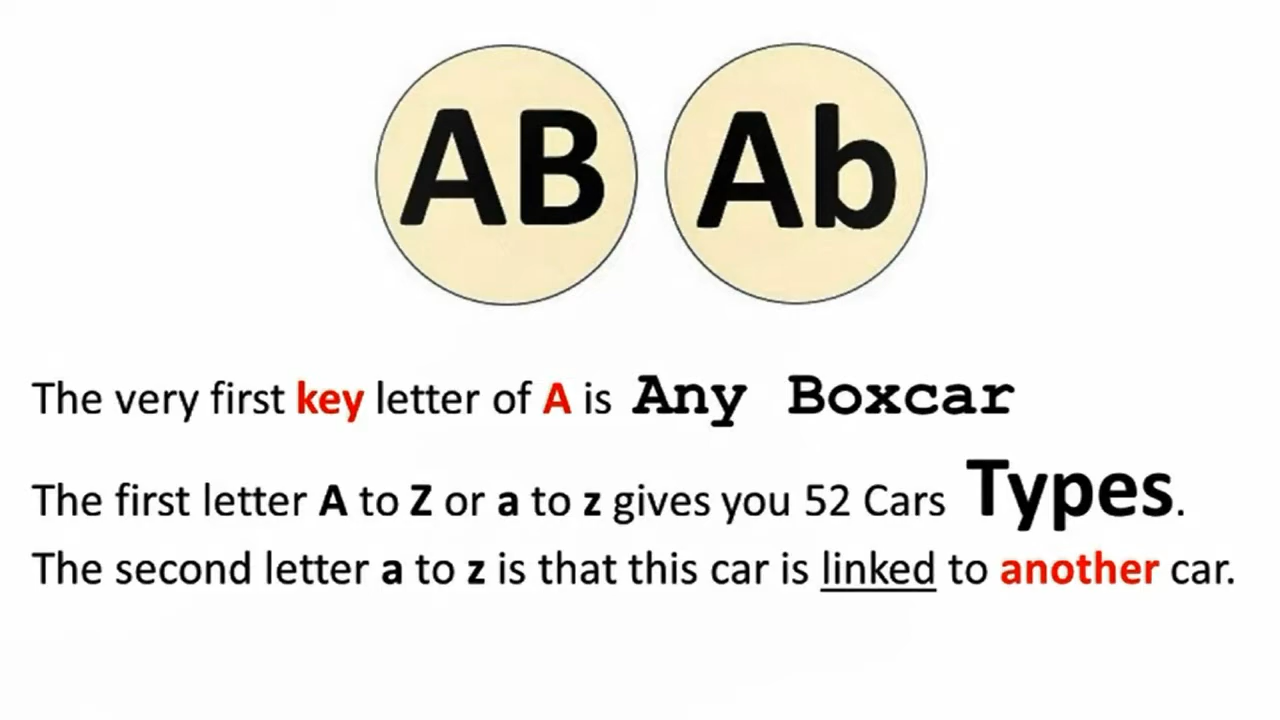 AB Ab
The very first key letter of A is Any Boxcar
The first letter A to Z or a to z gives you 52 Cars Types.
The second letter a to z is that this car is linked to another car.